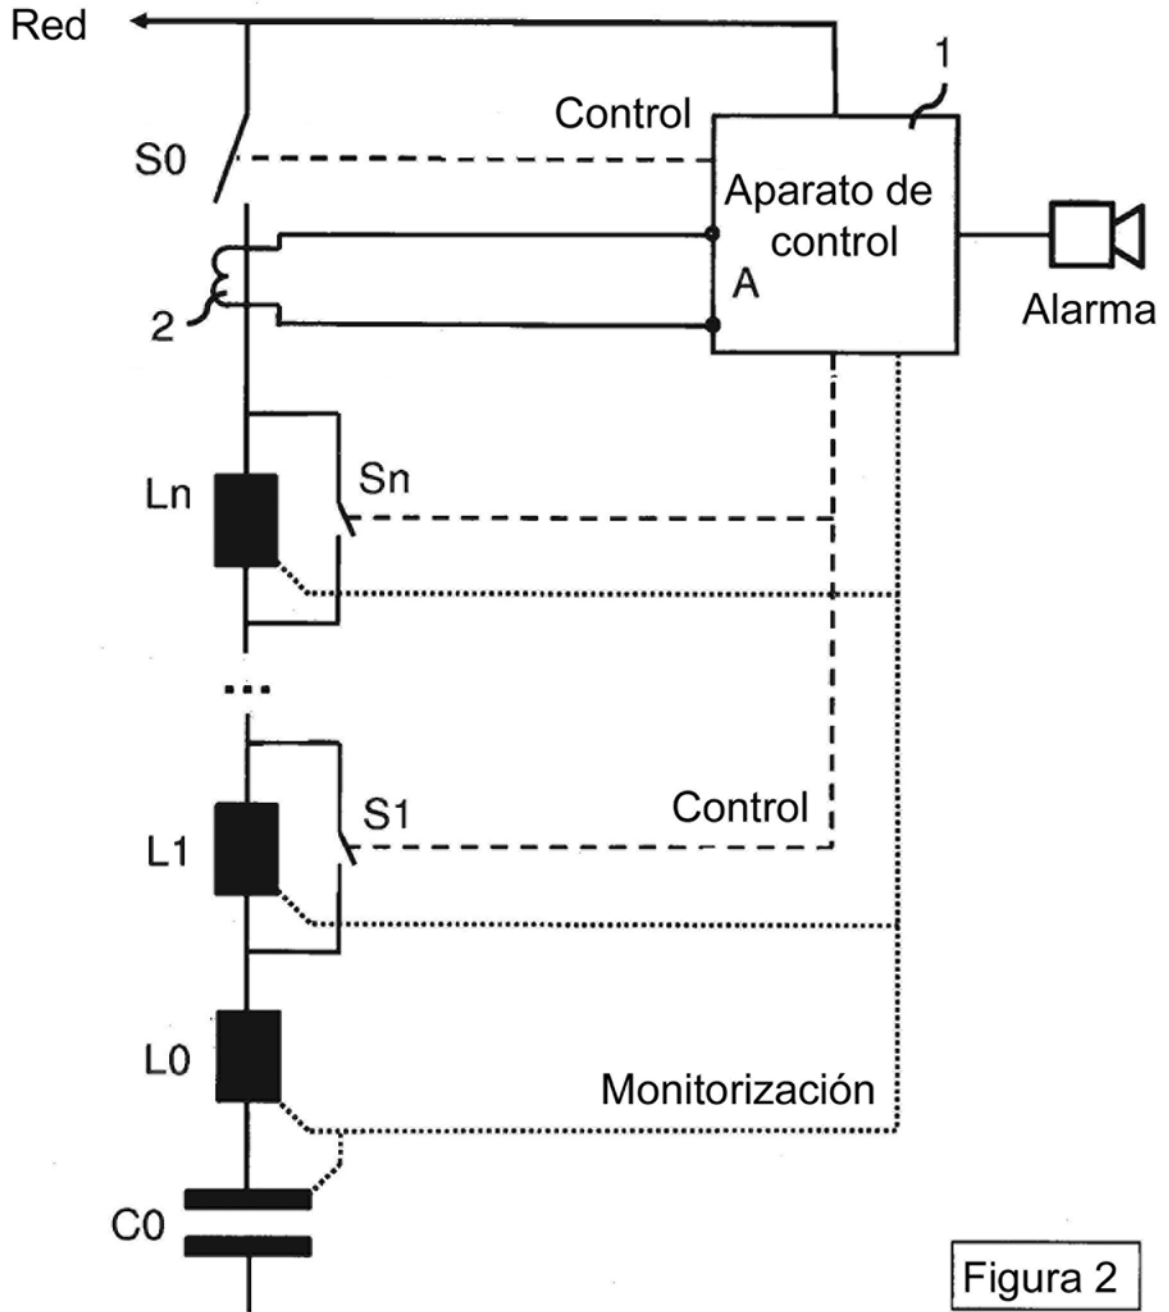 Red
1
Control
S0
Aparato de
control
A
2
Alarma
Sn
Ln
S1
Control
L1
L0
Monitorización
C0
Figura 2